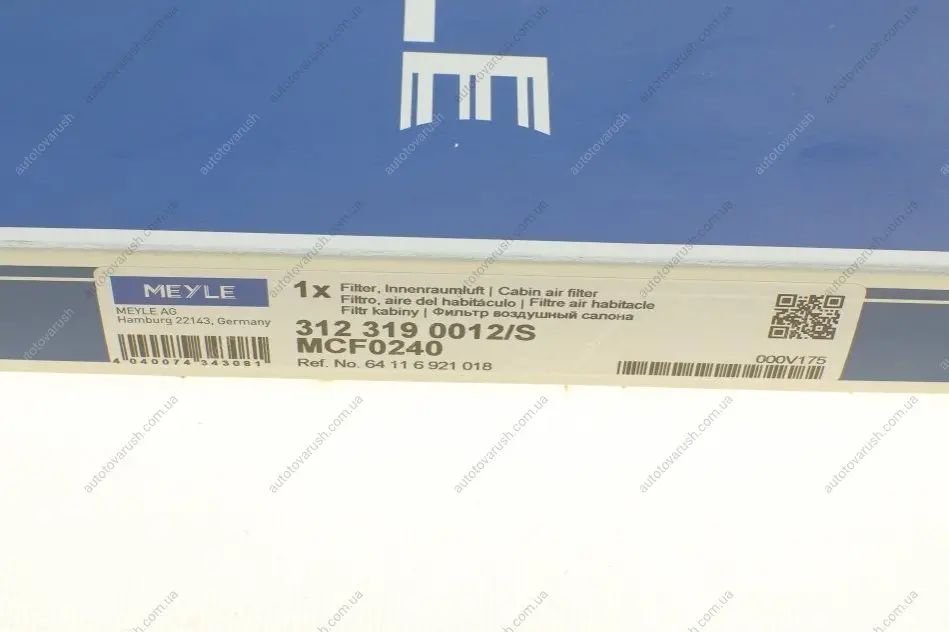 E
MEYLE
MEYLE AG
Hamburg 22143, Germany
4 040074 343081
1x
Filter, Innenraumluft | Cabin air filter
Filtro, aire del habitáculo | Filtre air habitacle
Filtr kabiny | Фильтр воздушный салона
312 319 0012/S
MCF0240
Ref. No. 64 11 6 921 018
000V175
autotovarush.com.ua